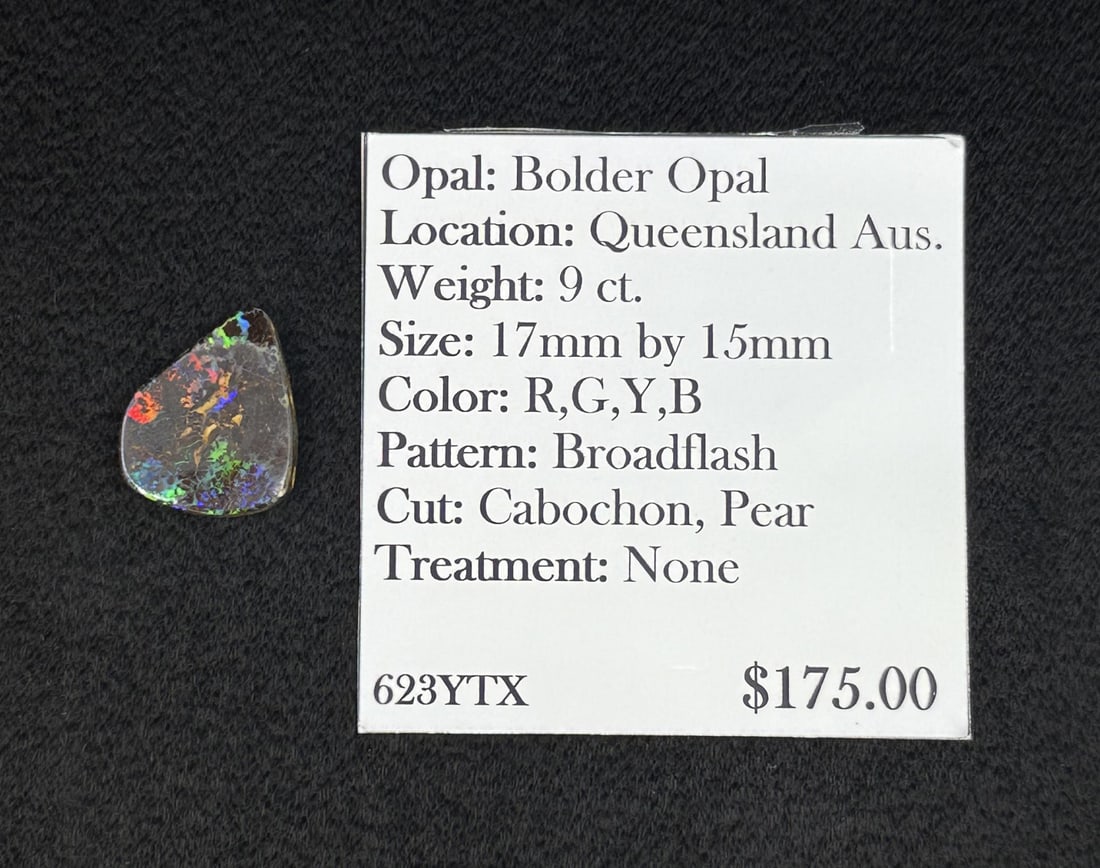 Opal: Bolder Opal
Location: Queensland Aus.
Weight: 9 ct.
Size: 17mm by 15mm
Color: R,G,Y,B
Pattern: Broadflash
Cut: Cabochon, Pear
Treatment: None
623YTX $175.00